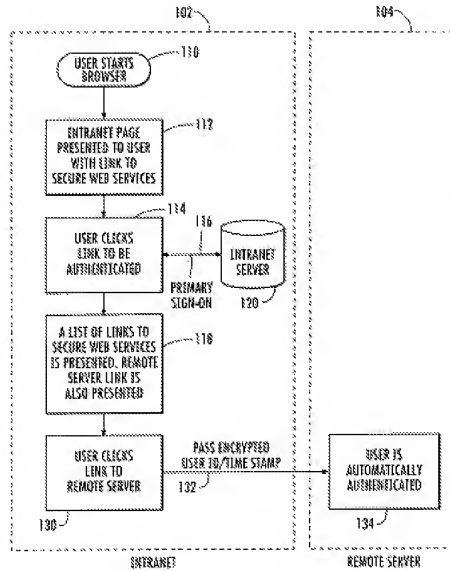 102
104
USER STARTS
BROWSER
110
INTRANET PAGE
PRESENTED TO USER
WITH LINK TO
SECURE WEB SERVICES
112
114
USER CLICKS
LINK TO BE
AUTHENTICATED
116
PRIMARY
SIGN-ON
INTRANET
SERVER
120
A LIST OF LINKS TO
SECURE WEB SERVICES
IS PRESENTED. REMOTE
SERVER LINK IS
ALSO PRESENTED
118
USER CLICKS
LINK TO
REMOTE SERVER
130
PASS ENCRYPTED
USER ID/TIME STAMP
132
USER IS
AUTOMATICALLY
AUTHENTICATED
134
INTRANET
REMOTE SERVER